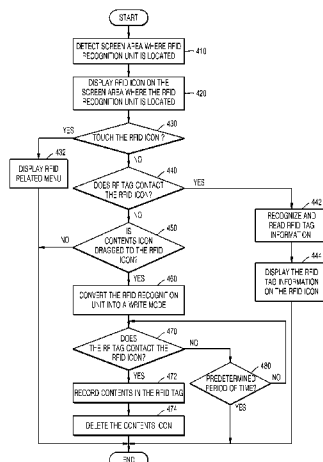 START
DETECT SCREEN AREA WHERE RFID
RECOGNITION UNIT IS LOCATED
410
DISPLAY RFID ICON ON THE
SCREEN AREA WHERE THE RFID
RECOGNITION UNIT IS LOCATED
420
430
YES
TOUCH THE RFID ICON ?
432
NO
DISPLAY RFID
RELATED MENU
440
DOES RF TAG CONTACT
THE RFID ICON?
YES
442
RECOGNIZE AND
READ RFID TAG
INFORMATION
NO
450
IS
CONTENTS ICON
DRAGGED TO THE RFID
ICON?
NO
444
DISPLAY THE RFID
TAG INFORMATION
ON THE RFID ICON
YES
460
CONVERT THE RFID RECOGNITION
UNIT INTO A WRITE MODE
470
DOES
THE RF TAG CONTACT THE
RFID ICON?
NO
480
PREDETERMINED
PERIOD OF TIME?
NO
YES
YES
472
RECORD CONTENTS IN THE RFID TAG
474
DELETE THE CONTENTS ICON
END